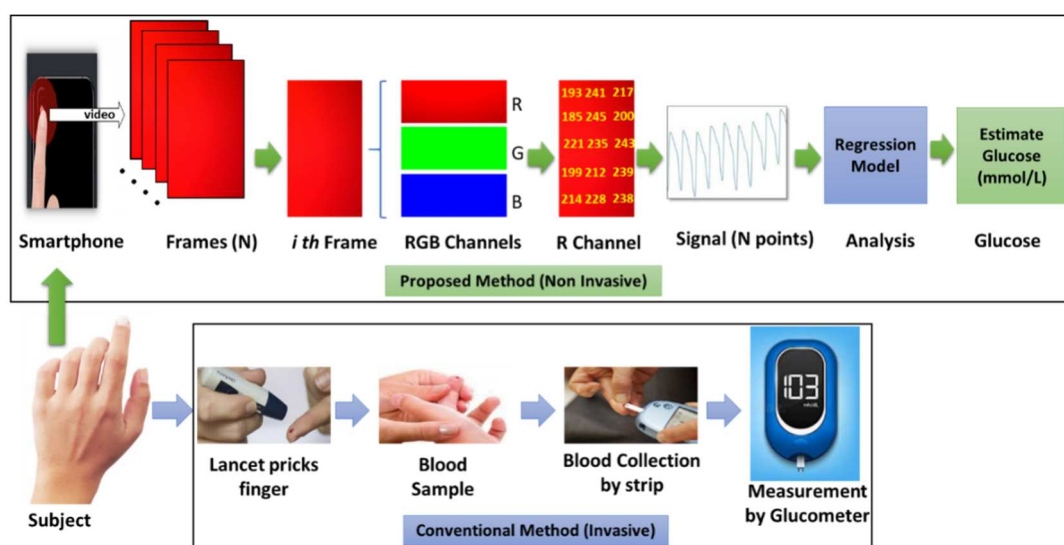 video
R
G
B
193 241 217
185 245 200
221 235 243
199 212 239
214 228 238
Regression
Model
Estimate
Glucose
(mmol/L)
Smartphone
Frames (N)
i th Frame
RGB Channels
R Channel
Signal (N points)
Analysis
Glucose
Proposed Method (Non Invasive)
103
Lancet pricks
finger
Blood
Sample
Blood Collection
by strip
Measurement
by Glucometer
Subject
Conventional Method (Invasive)